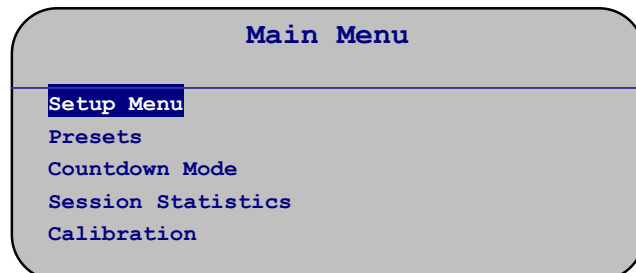 Main Menu
Setup Menu
Presets
Countdown Mode
Session Statistics
Calibration